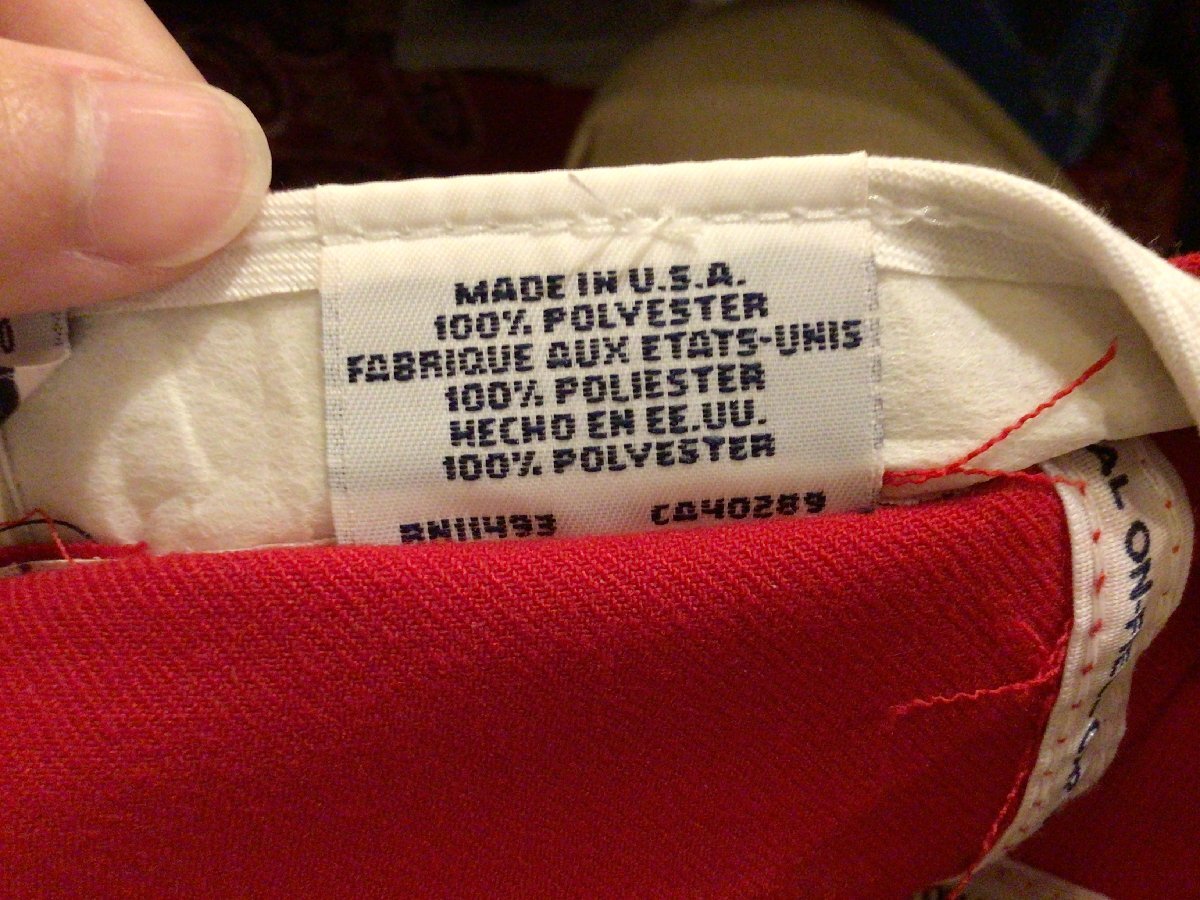 MADE IN U.S.A.
100% POLYESTER
FABRIQUE AUX ETATS-UNIS
100% POLIESTER
HECHO EN EE.UU.
100% POLYESTER
RN11493 CA40289